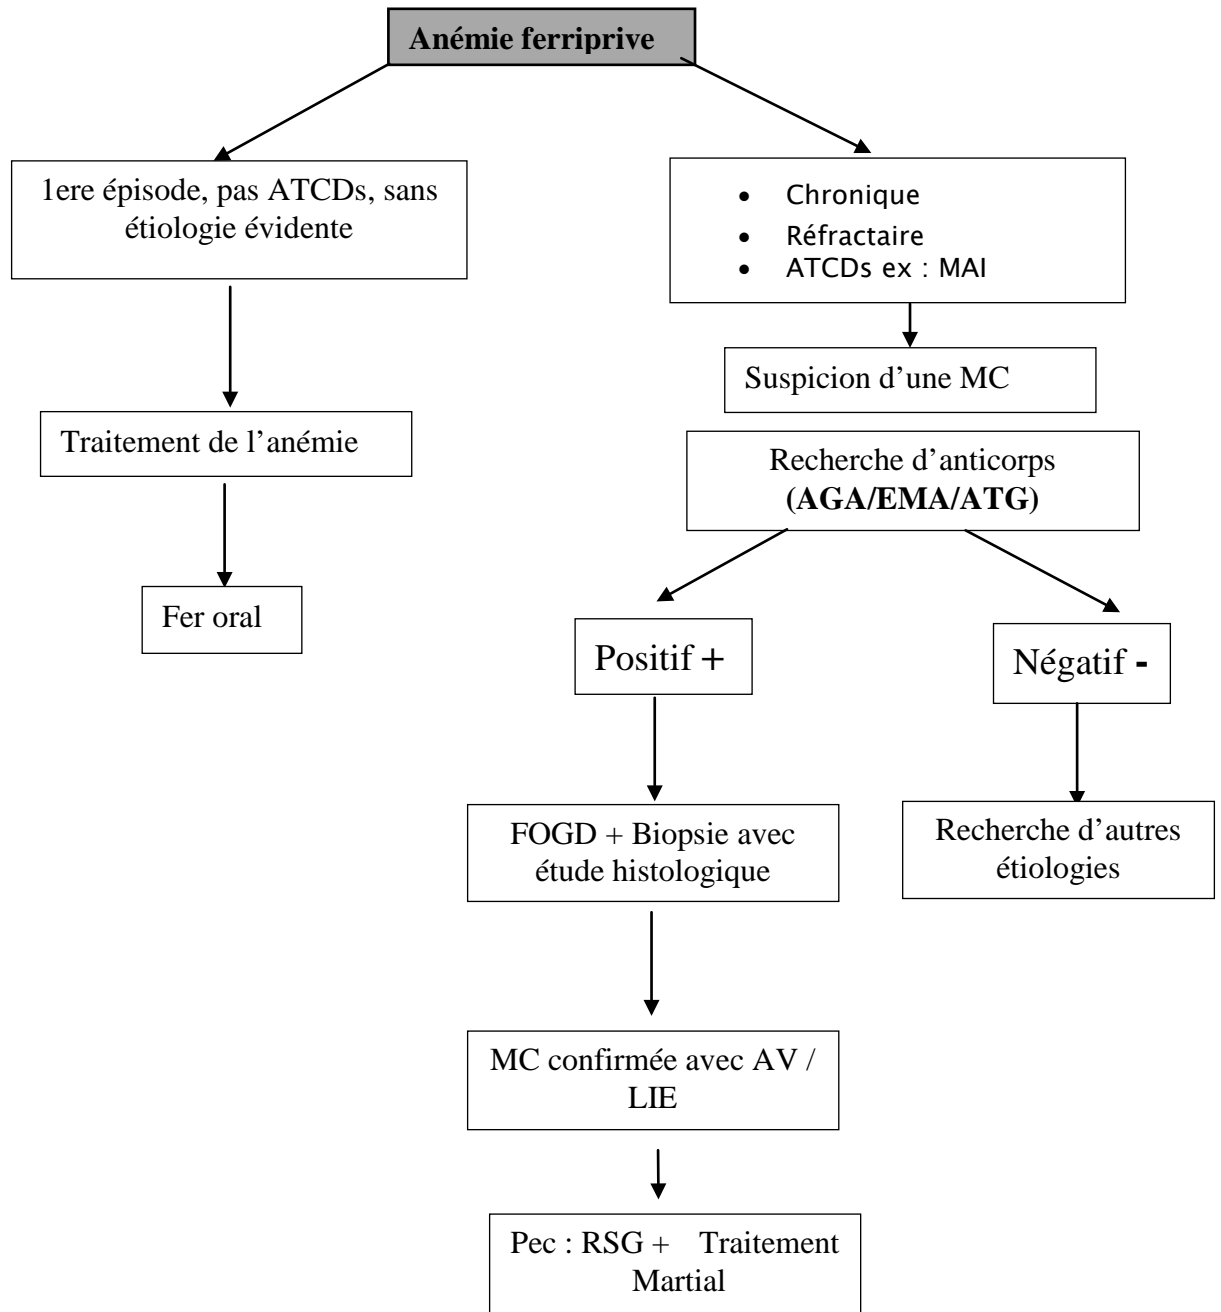 Anémie ferriprive
1ere épisode, pas ATCDs, sans
étiologie évidente
Traitement de l'anémie
Fer oral
• Chronique
• Réfractaire
• ATCDs ex : MAI
Suspicion d'une MC
Recherche d'anticorps
(AGA/EMA/ATG)
Positif +
Négatif -
FOGD + Biopsie avec
étude histologique
Recherche d'autres
étiologies
MC confirmée avec AV /
LIE
Pec : RSG + Traitement
Martial